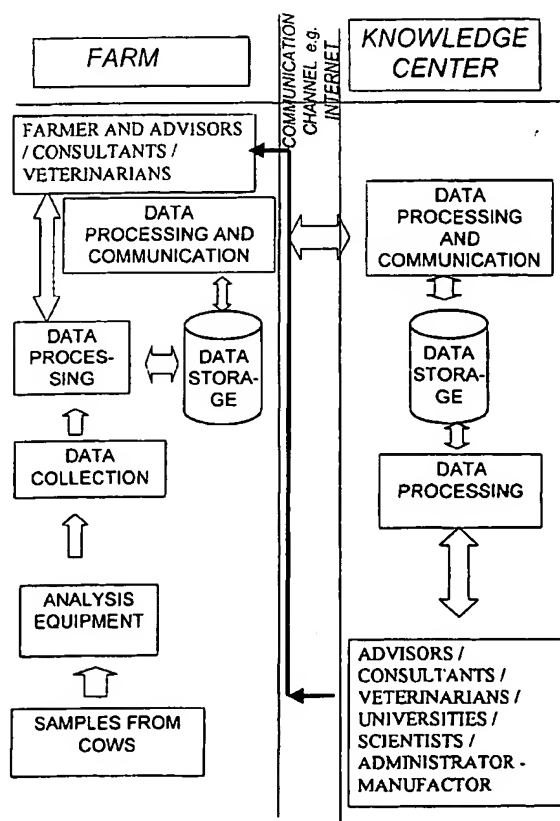 FARM
COMMUNICATION
CHANNEL e.g.
INTERNET
KNOWLEDGE
CENTER
FARMER AND ADVISORS
/ CONSULTANTS /
VETERINARIANS
DATA
PROCESSING AND
COMMUNICATION
DATA
PROCES-
SING
DATA
STORA-
GE
DATA
COLLECTION
ANALYSIS
EQUIPMENT
SAMPLES FROM
COWS
DATA
PROCESSING
AND
COMMUNICATION
DATA
STORA-
GE
DATA
PROCESSING
ADVISORS /
CONSULTANTS /
VETERINARIANS /
UNIVERSITIES /
SCIENTISTS /
ADMINISTRATOR -
MANUFACTOR